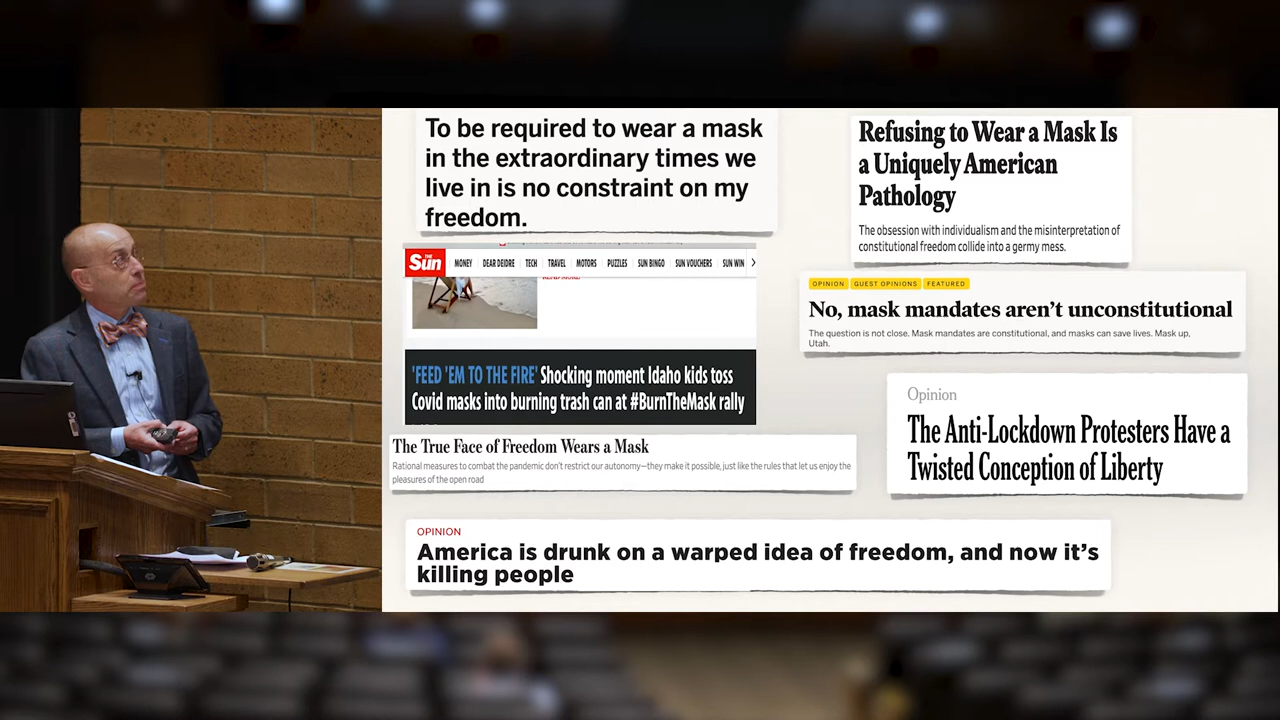 To be required to wear a mask
in the extraordinary times we
live in is no constraint on my
freedom.
Refusing to Wear a Mask Is
a Uniquely American
Pathology
The obsession with individualism and the misinterpretation of
constitutional freedom collide into a germy mess.
THE
Sun
MONEY DEAR DEIDRE TECH TRAVEL MOTORS PUZZLES SUN BINGO SUN VOUCHERS SUN WIN
'FEED 'EM TO THE FIRE' Shocking moment Idaho kids toss
Covid masks into burning trash can at #BurnTheMask rally
OPINION GUEST OPINIONS FEATURED
No, mask mandates aren't unconstitutional
The question is not close. Mask mandates are constitutional, and masks can save lives. Mask up,
Utah.
Opinion
The Anti-Lockdown Protesters Have a
Twisted Conception of Liberty
The True Face of Freedom Wears a Mask
Rational measures to combat the pandemic don't restrict our autonomy—they make it possible, just like the rules that let us enjoy the
pleasures of the open road
OPINION
America is drunk on a warped idea of freedom, and now it's
killing people